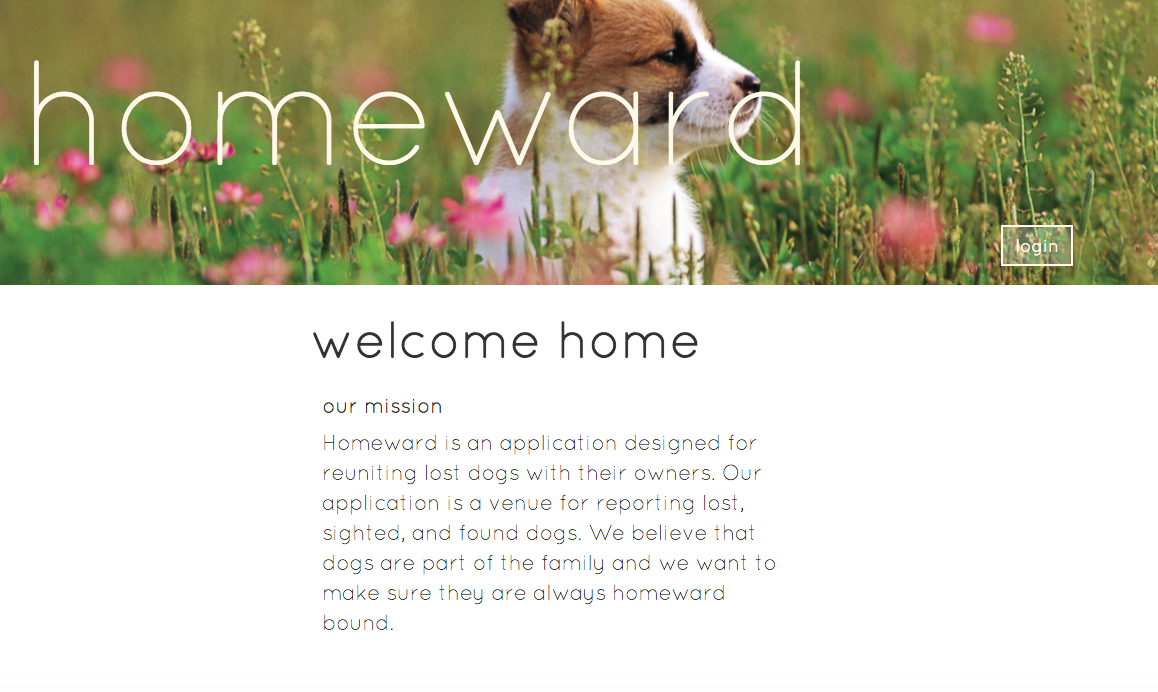 homeward
login
welcome home
our mission
Homeward is an application designed for
reuniting lost dogs with their owners. Our
application is a venue for reporting lost,
sighted, and found dogs. We believe that
dogs are part of the family and we want to
make sure they are always homeward
bound.